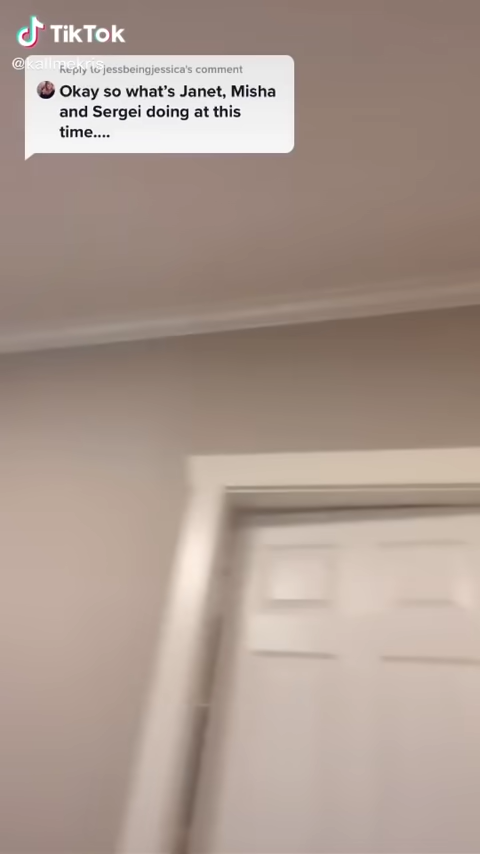 TikTok
@kallmekris
Reply to jessbeingjessica's comment
Okay so what's Janet, Misha
and Sergei doing at this
time....